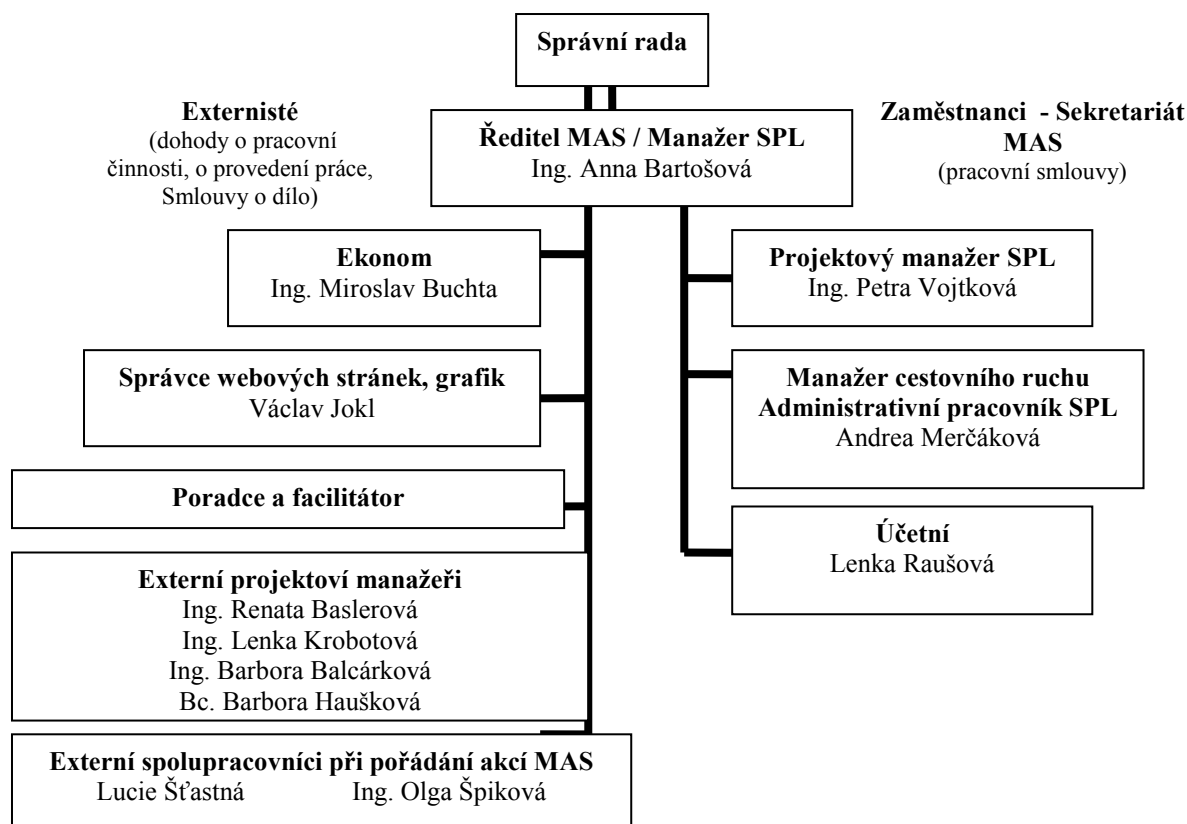 Správní rada
Externisté
(dohody o pracovní
činnosti, o provedení práce,
Smlouvy o dílo)
Ředitel MAS / Manažer SPL
Ing. Anna Bartošová
Zaměstnanci - Sekretariát
MAS
(pracovní smlouvy)
Ekonom
Ing. Miroslav Buchta
Projektový manažer SPL
Ing. Petra Vojtková
Správce webových stránek, grafik
Václav Jokl
Manažer cestovního ruchu
Administrativní pracovník SPL
Andrea Merčáková
Poradce a facilitátor
Účetní
Lenka Raušová
Externí projektoví manažeři
Ing. Renata Baslerová
Ing. Lenka Krobotová
Ing. Barbora Balcárková
Bc. Barbora Haušková
Externí spolupracovníci při pořádání akcí MAS
Lucie Šťastná Ing. Olga Špiková